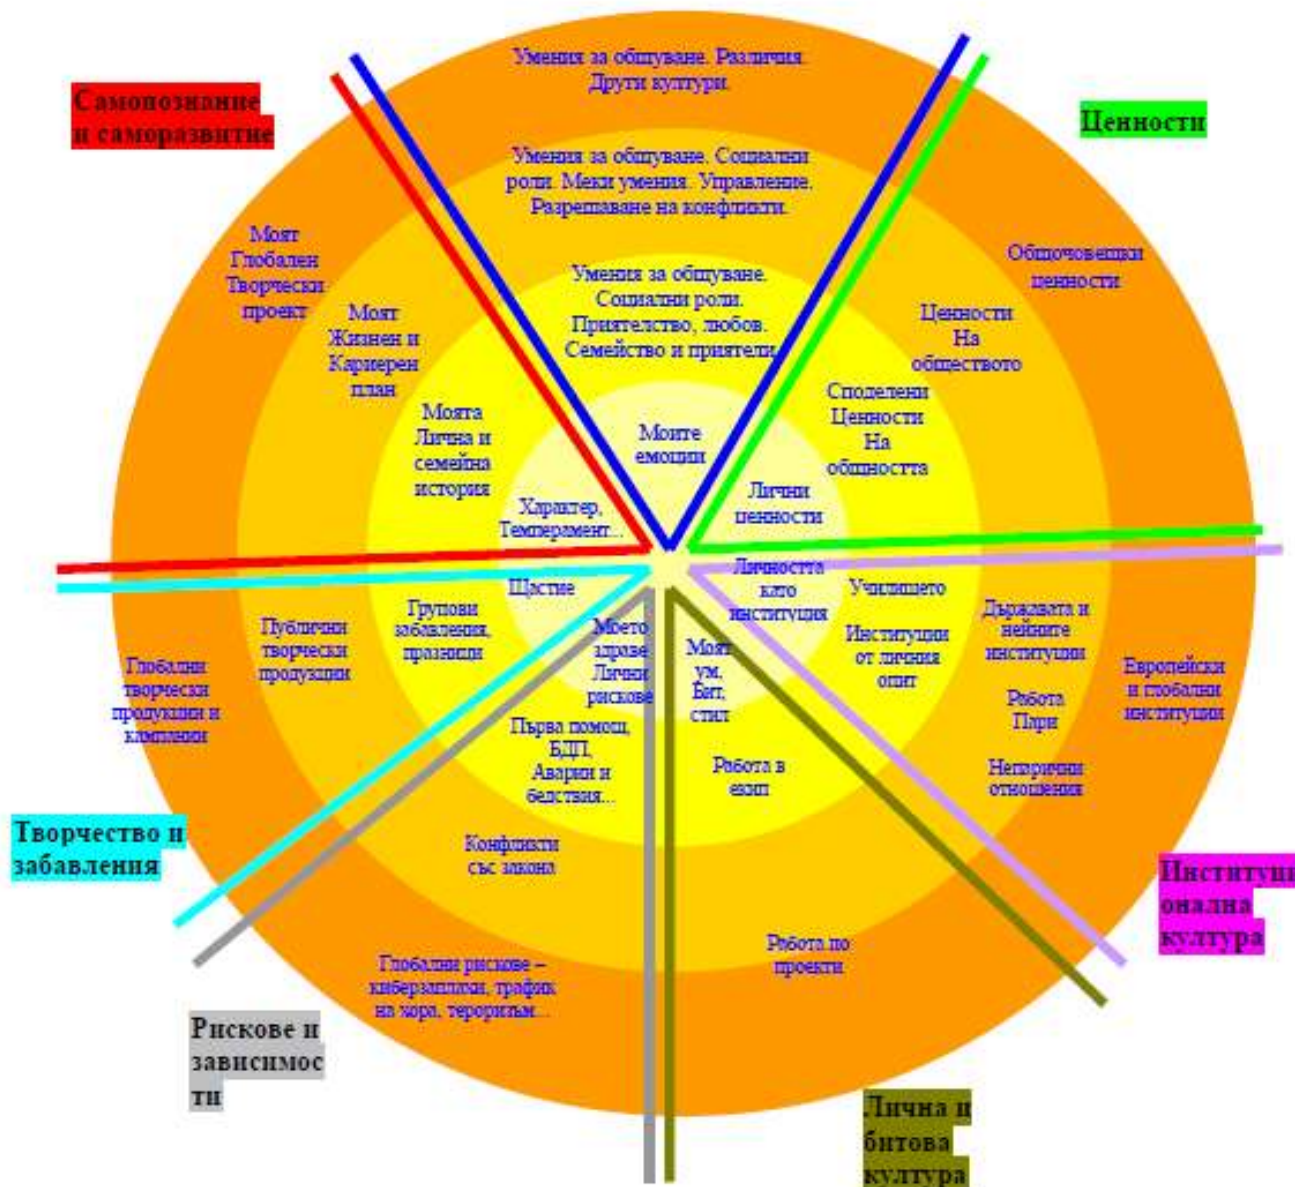 Умения за общуване. Различия.
Други култури.
Самопознание
и саморазвитие
Ценности
Умения за общуване. Социални
роли. Меки умения. Управление.
Разрешаване на конфликти.
Моят
Глобален
Творчески
проект
Общочовешки
ценности
Умения за общуване.
Социални роли.
Приятелство, любов.
Семейство и приятели
Моят
Жизнен и
Кариерен
план
Ценности
На
обществото
Моята
Лична и
семейна
история
Споделени
Ценности
На
общността
Моите
емоции
Характер,
Темперамент...
Лични
ценности
Щастие
Личността
като
институция
Училището
Институции
от личния
опит
Държавата и
нейните
институции
Работа
Пари
Непарични
отношения
Европейски
и глобални
институции
Групови
забавления,
празници
Публични
творчески
продукции
Глобални
творчески
продукции и
кампании
Моето
здраве.
Лични
рискове
Моят
ум,
Бит,
стил
Първа помощ,
БДП,
Аварии и
бедствия...
Работа в
екип
Творчество и
забавления
Конфликти
със закона
Институци
онална
култура
Работа по
проекти
Глобални рискове –
киберзаплахи, трафик
на хора, тероризъм...
Рискове и
зависимос
ти
Лична и
битова
култура